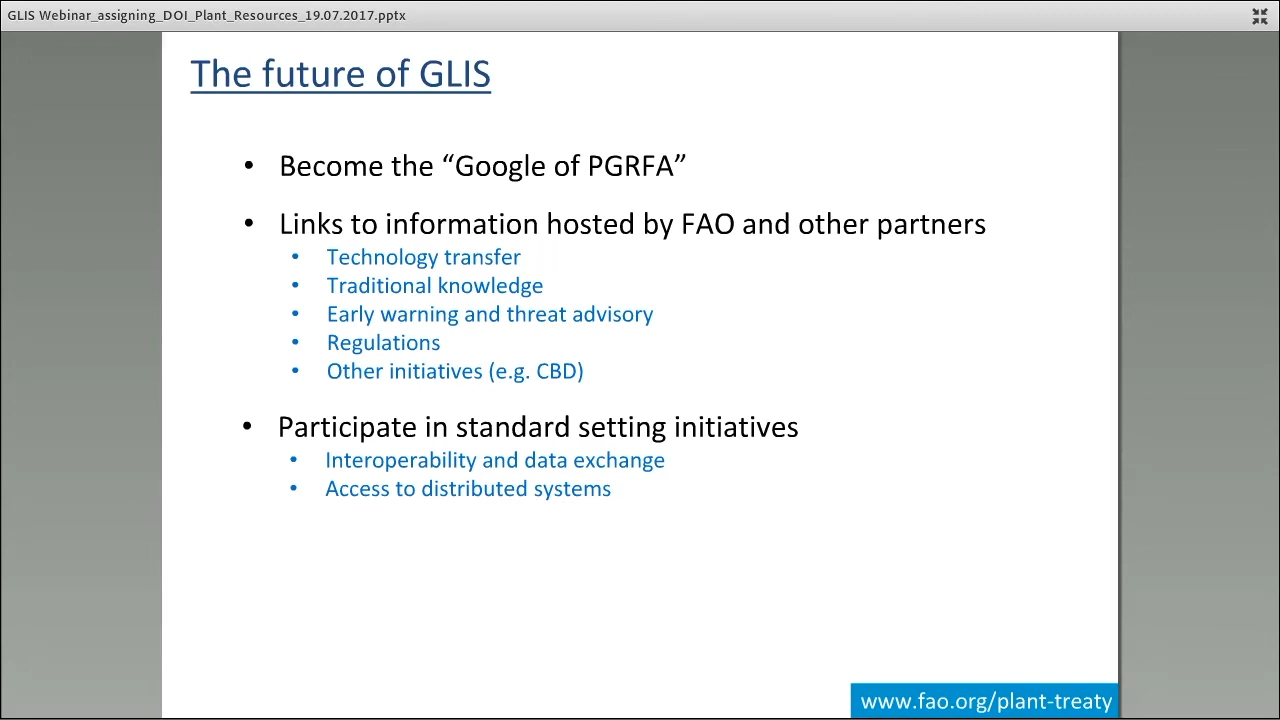 GLIS Webinar_assigning_DOI_Plant_Resources_19.07.2017.pptx
The future of GLIS
• Become the “Google of PGRFA”
• Links to information hosted by FAO and other partners
• Technology transfer
• Traditional knowledge
• Early warning and threat advisory
• Regulations
• Other initiatives (e.g. CBD)
• Participate in standard setting initiatives
• Interoperability and data exchange
• Access to distributed systems
www.fao.org/plant-treaty